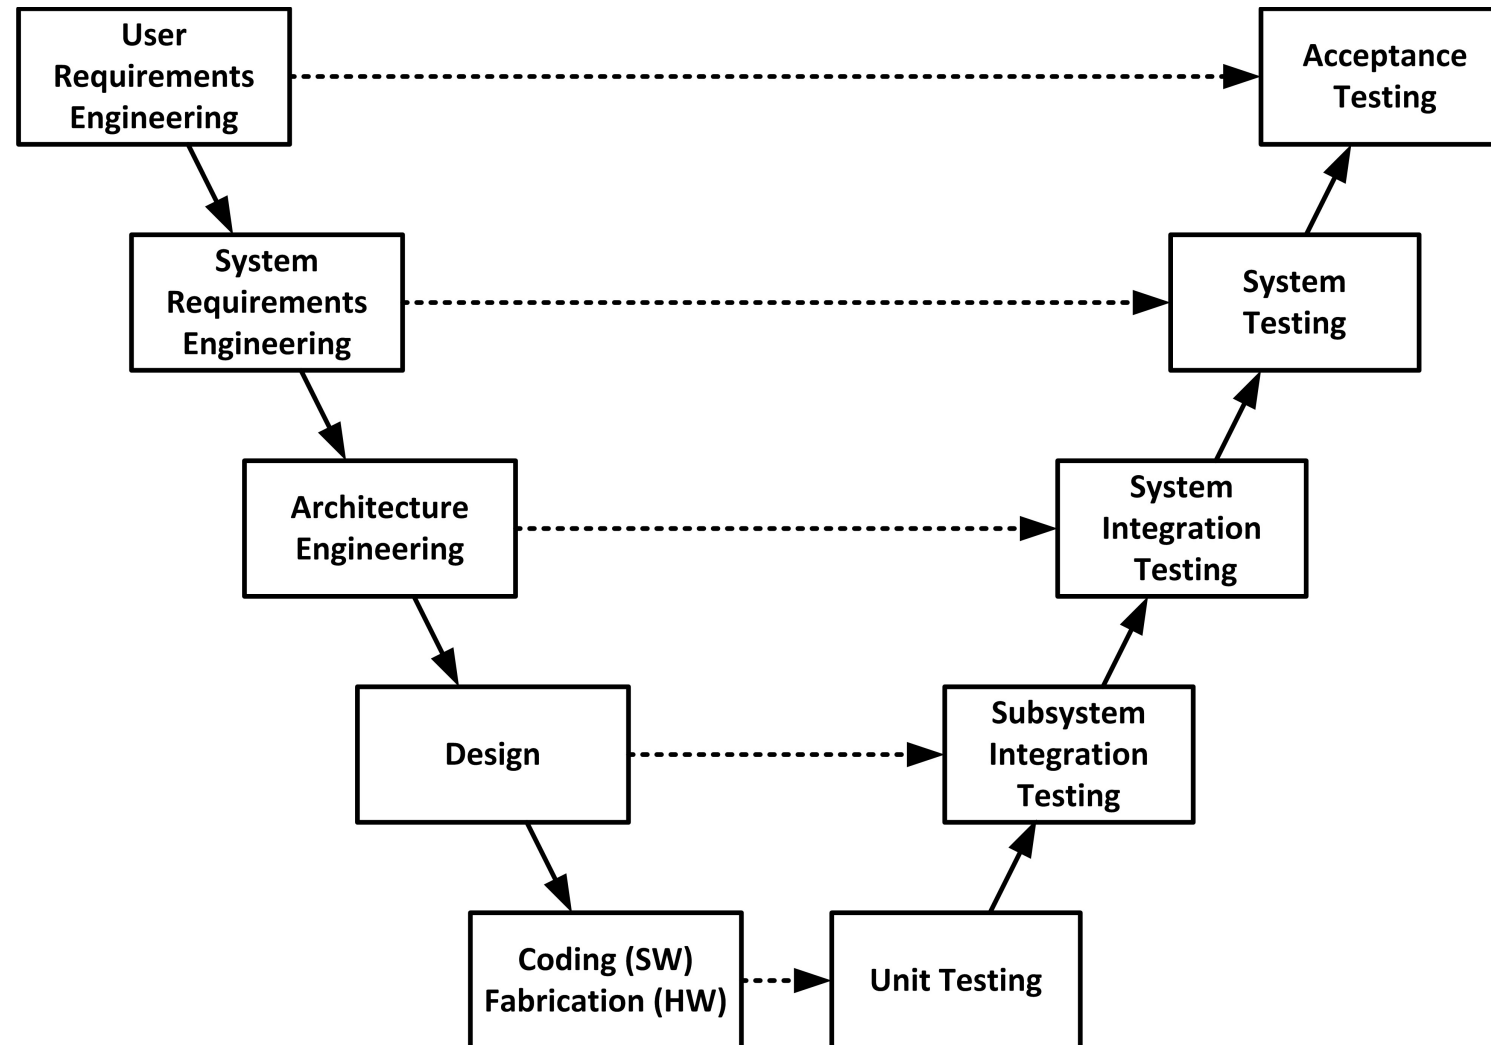 User
Requirements
Engineering
Acceptance
Testing
System
Requirements
Engineering
System
Testing
Architecture
Engineering
System
Integration
Testing
Design
Subsystem
Integration
Testing
Coding (SW)
Fabrication (HW)
Unit Testing